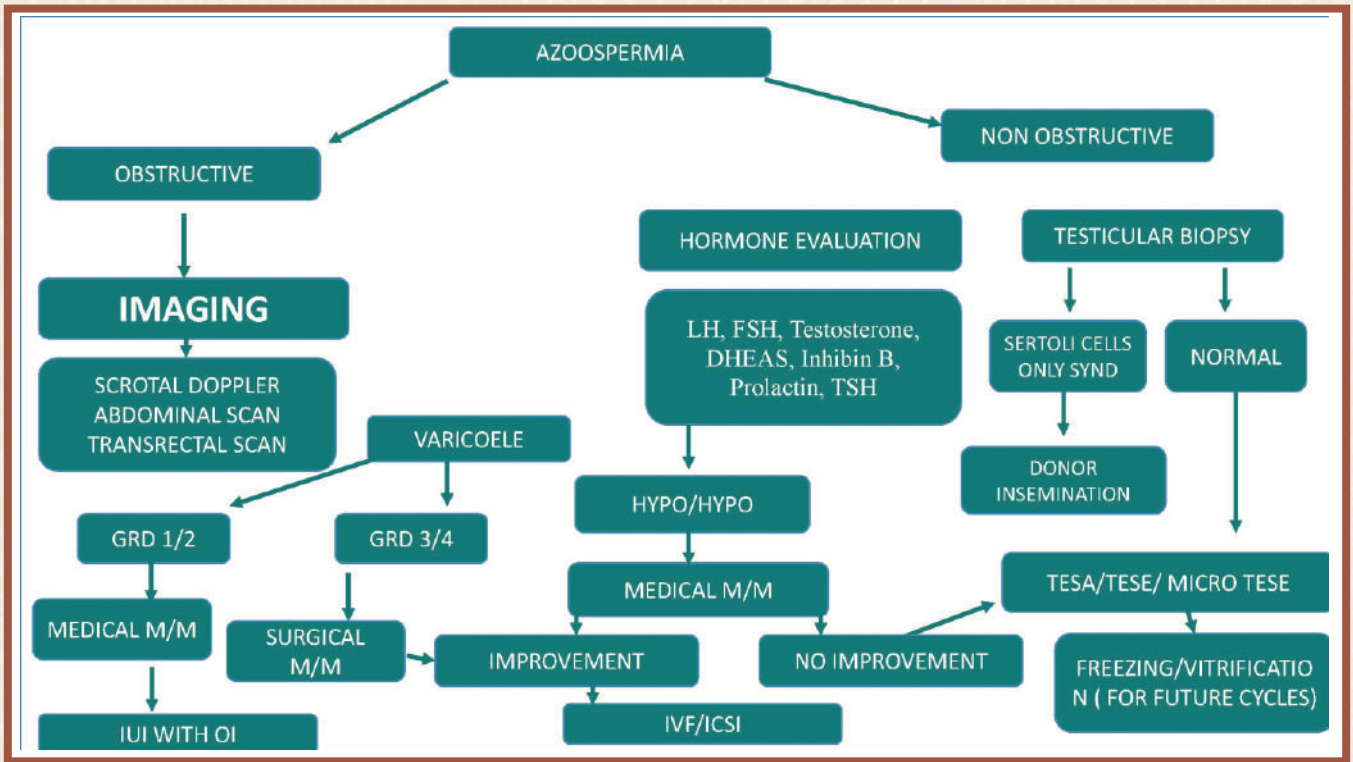 AZOOSPERMIA
NON OBSTRUCTIVE
OBSTRUCTIVE
HORMONE EVALUATION
TESTICULAR BIOPSY
IMAGING
LH, FSH, Testosterone,
DHEAS, Inhibin B,
Prolactin, TSH
SERTOLI CELLS
ONLY SYND
NORMAL
SCROTAL DOPPLER
ABDOMINAL SCAN
TRANSRECTAL SCAN
VARICOELE
DONOR
INSEMINATION
HYPO/HYPO
GRD 1/2
GRD 3/4
MEDICAL M/M
TESA/TESE/ MICRO TESE
MEDICAL M/M
SURGICAL
M/M
IMPROVEMENT
NO IMPROVEMENT
FREEZING/VITRIFICATIO
N ( FOR FUTURE CYCLES)
IUI WITH OI
IVF/ICSI